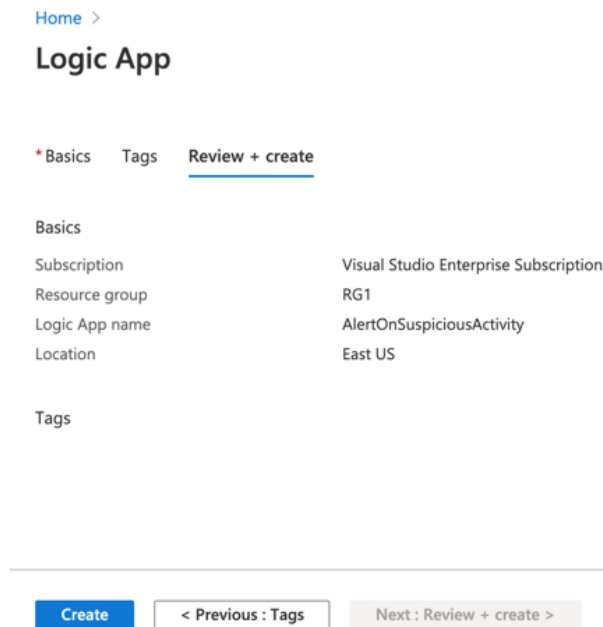 Home >
Logic App
* Basics Tags Review + create
Basics
Subscription Visual Studio Enterprise Subscription
Resource group RG1
Logic App name AlertOnSuspiciousActivity
Location East US
Tags
Create < Previous : Tags Next : Review + create >